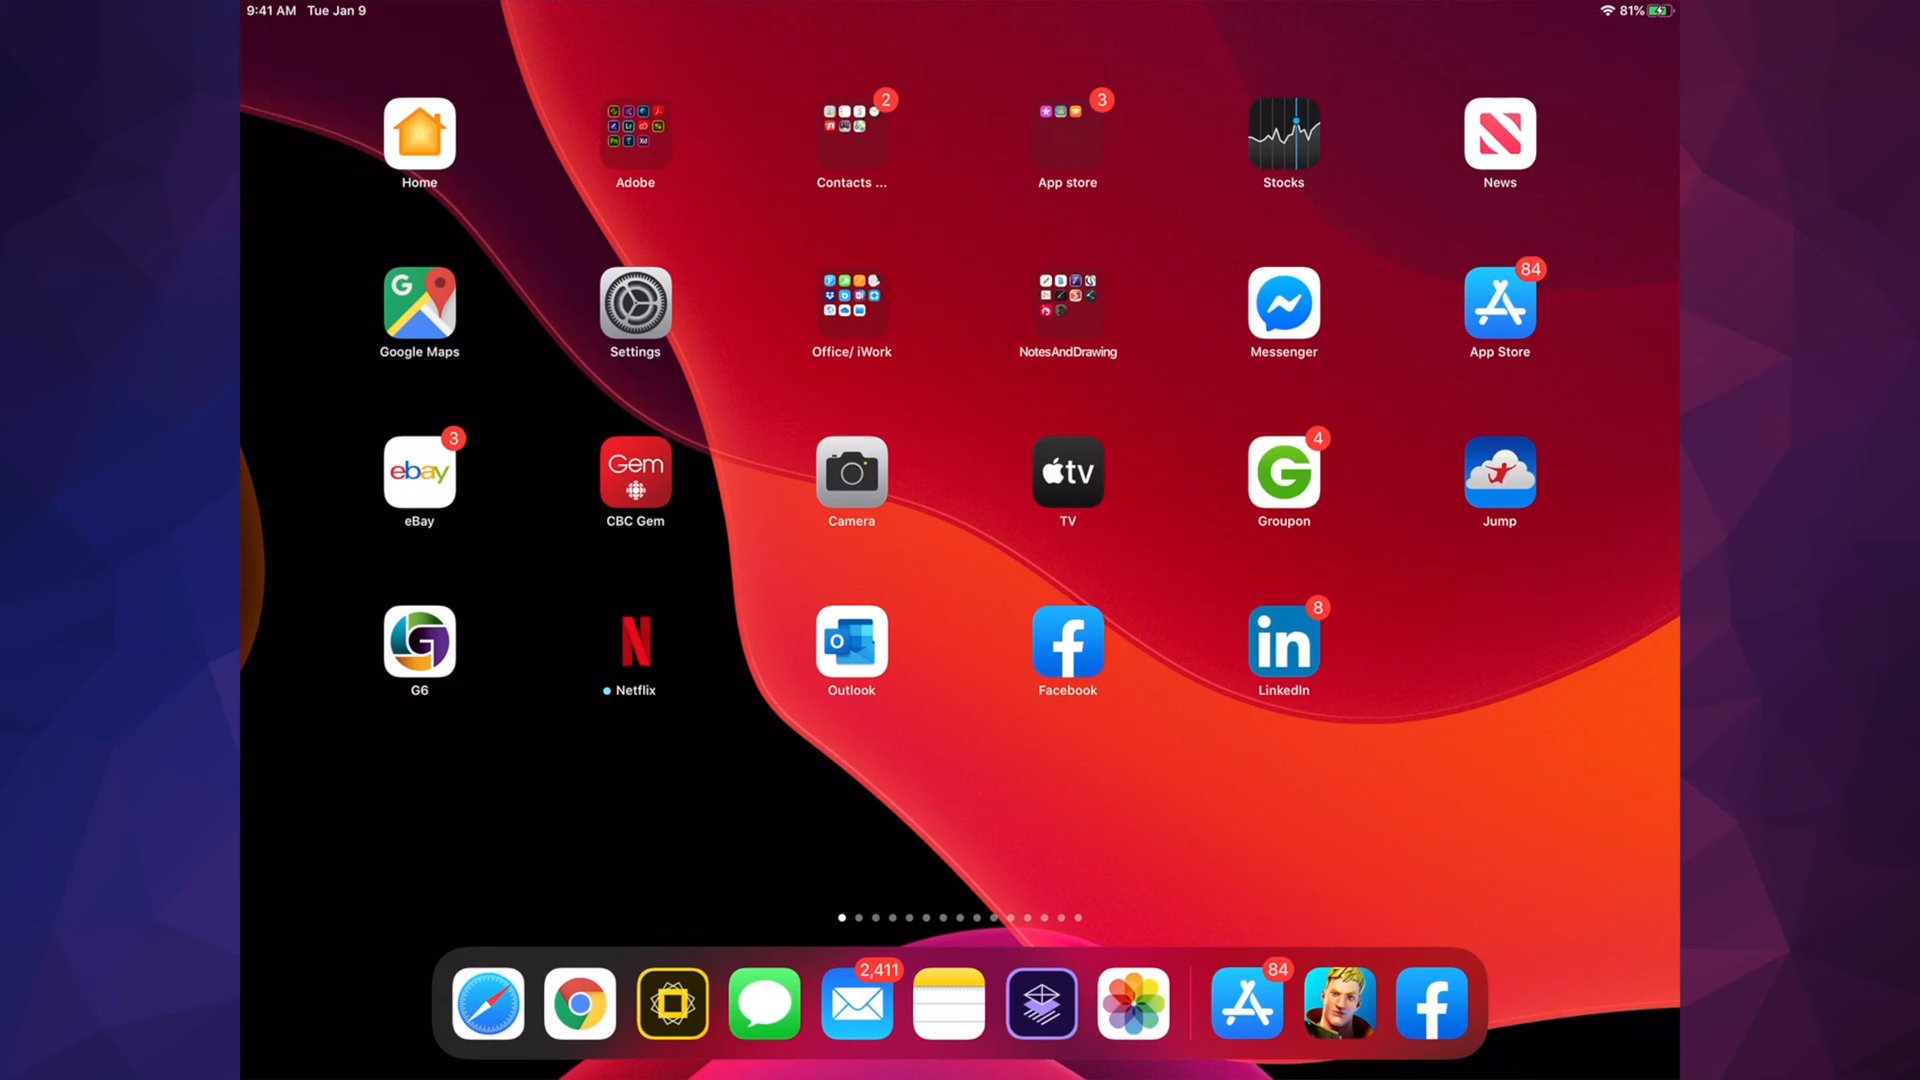 9:41 AM Tue Jan 9
81%
2
3
Home
Adobe
Contacts ...
App store
Stocks
News
G
84
Google Maps
Settings
Office/ iWork
NotesAndDrawing
Messenger
App Store
3
4
ebay
Gem
tv
G
eBay
CBC Gem
Camera
TV
Groupon
Jump
8
G
N
O
f
in
G6
Netflix
Outlook
Facebook
LinkedIn
2,411
84
f